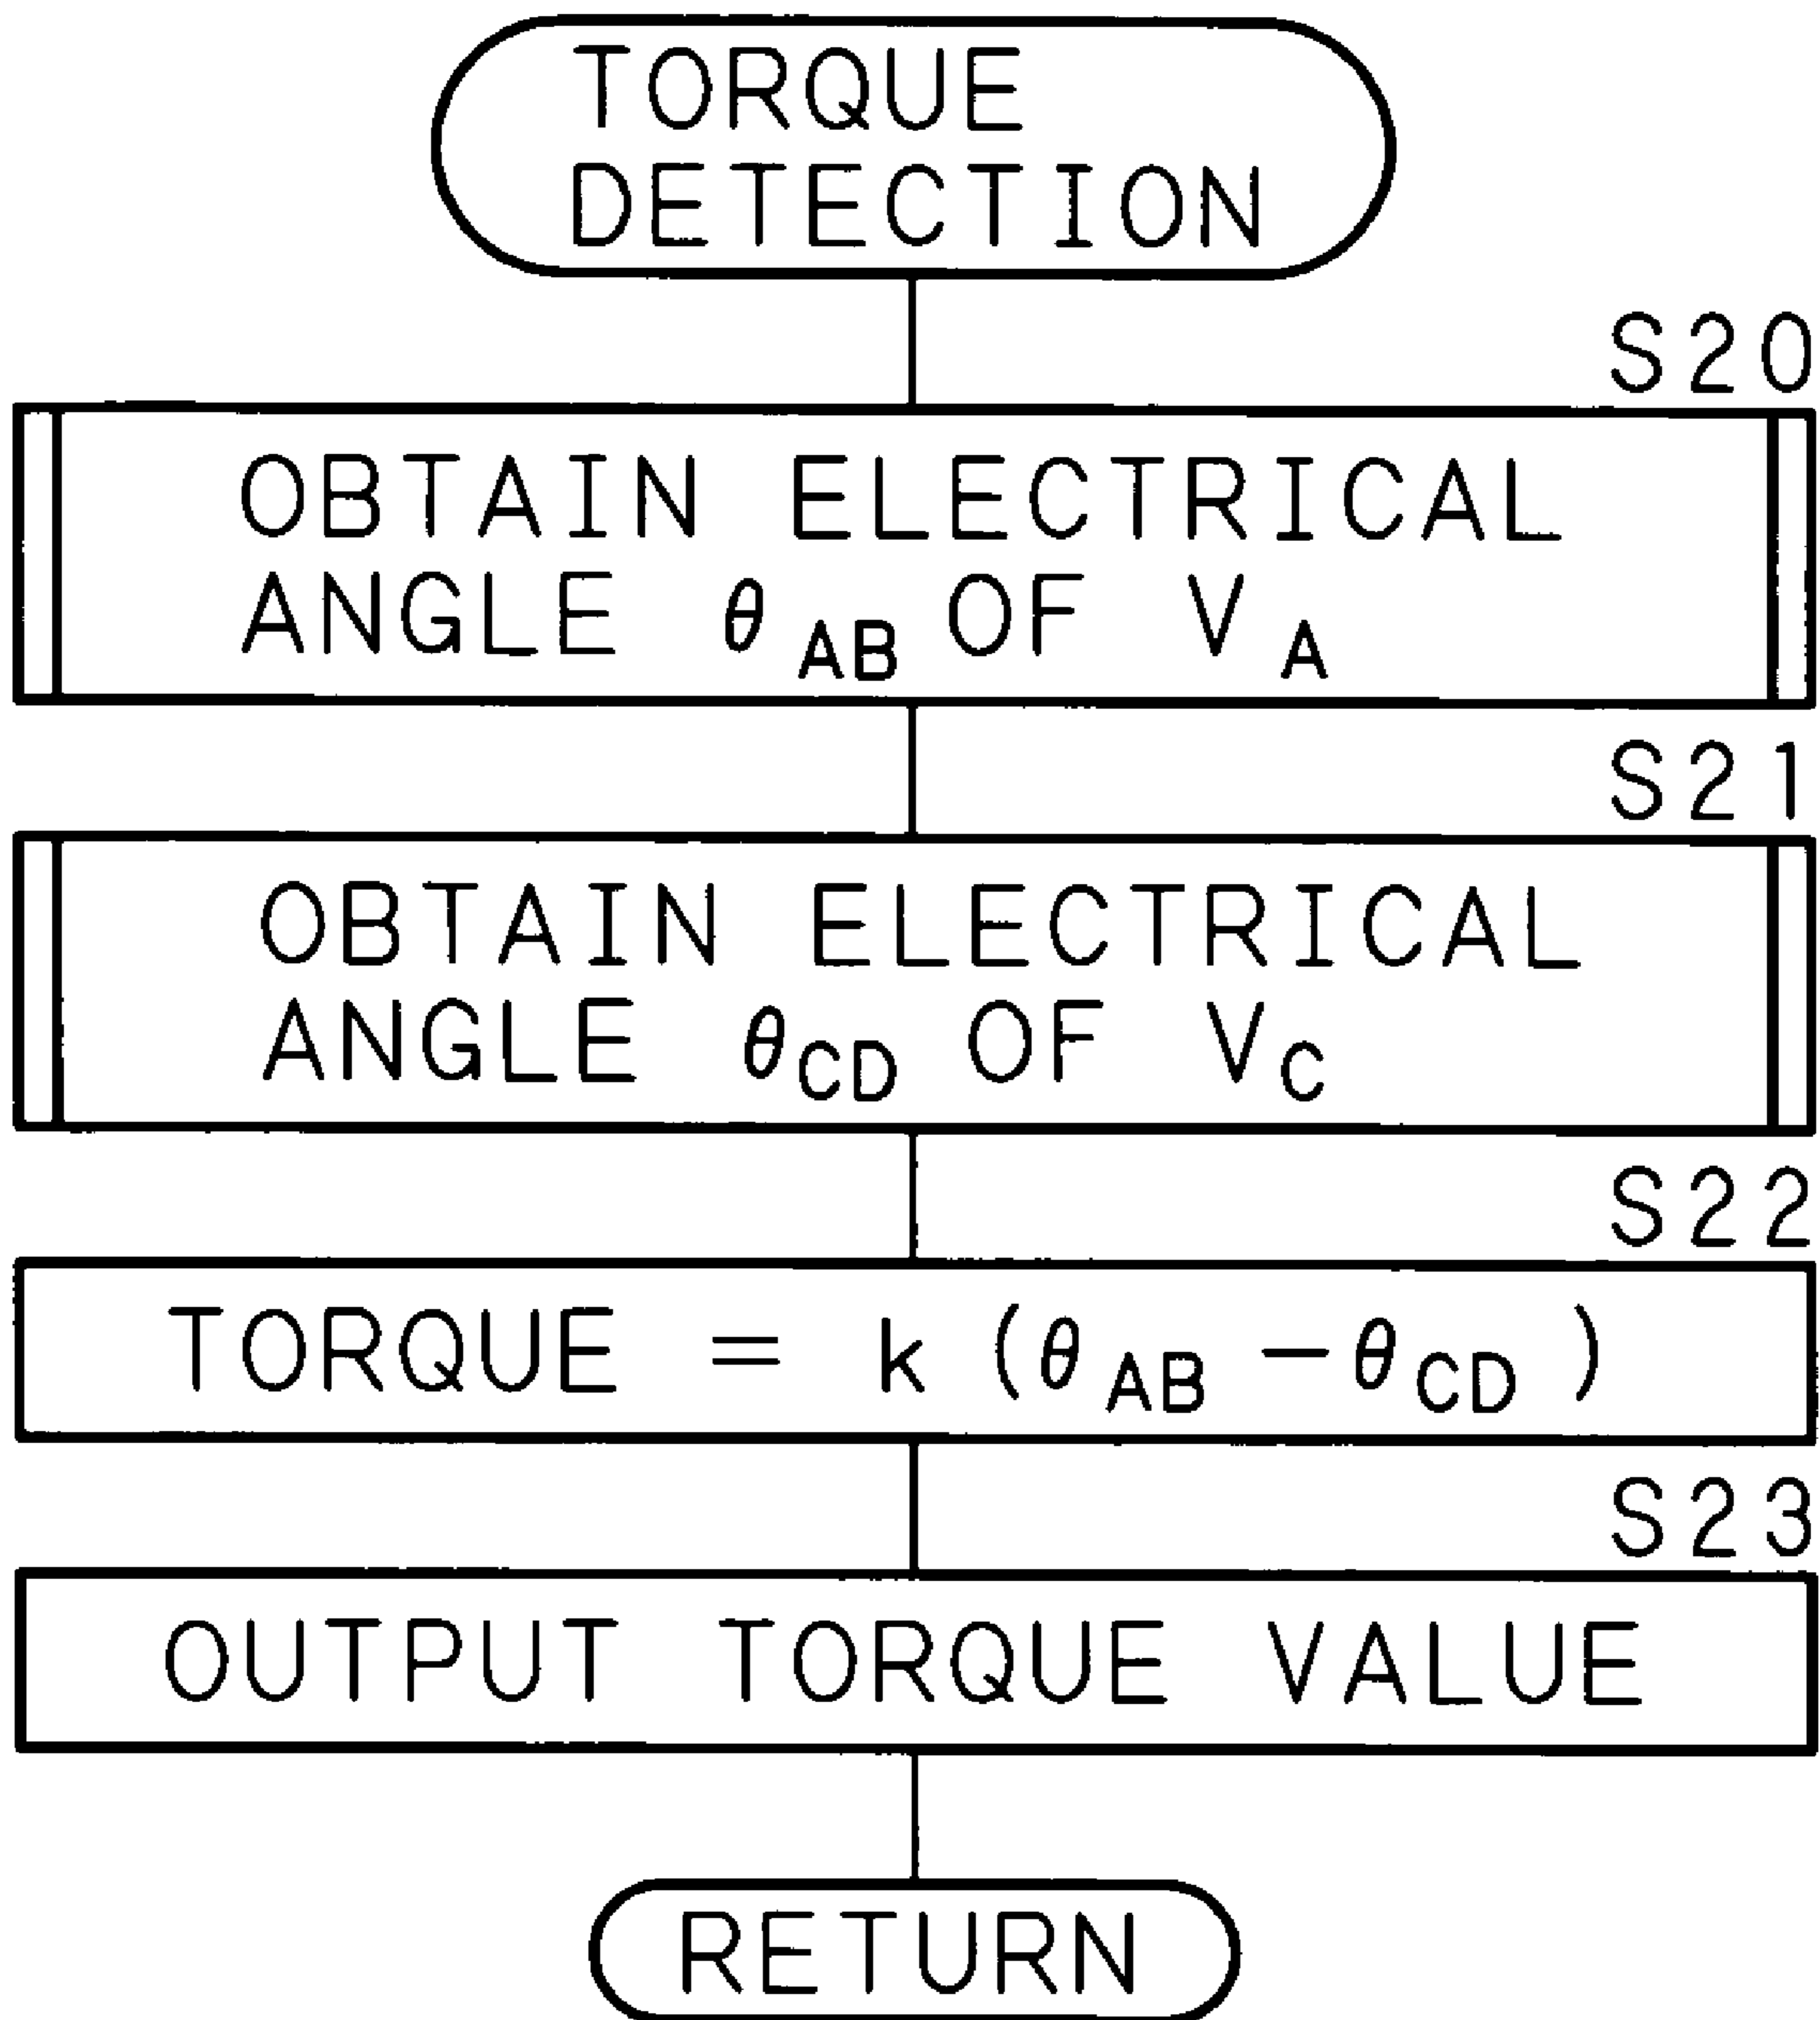 TORQUE
DETECTION
S20
OBTAIN ELECTRICAL
ANGLE θAB OF VA
S21
OBTAIN ELECTRICAL
ANGLE θCD OF VC
S22
TORQUE = k (θAB -θCD )
S23
OUTPUT TORQUE VALUE
RETURN